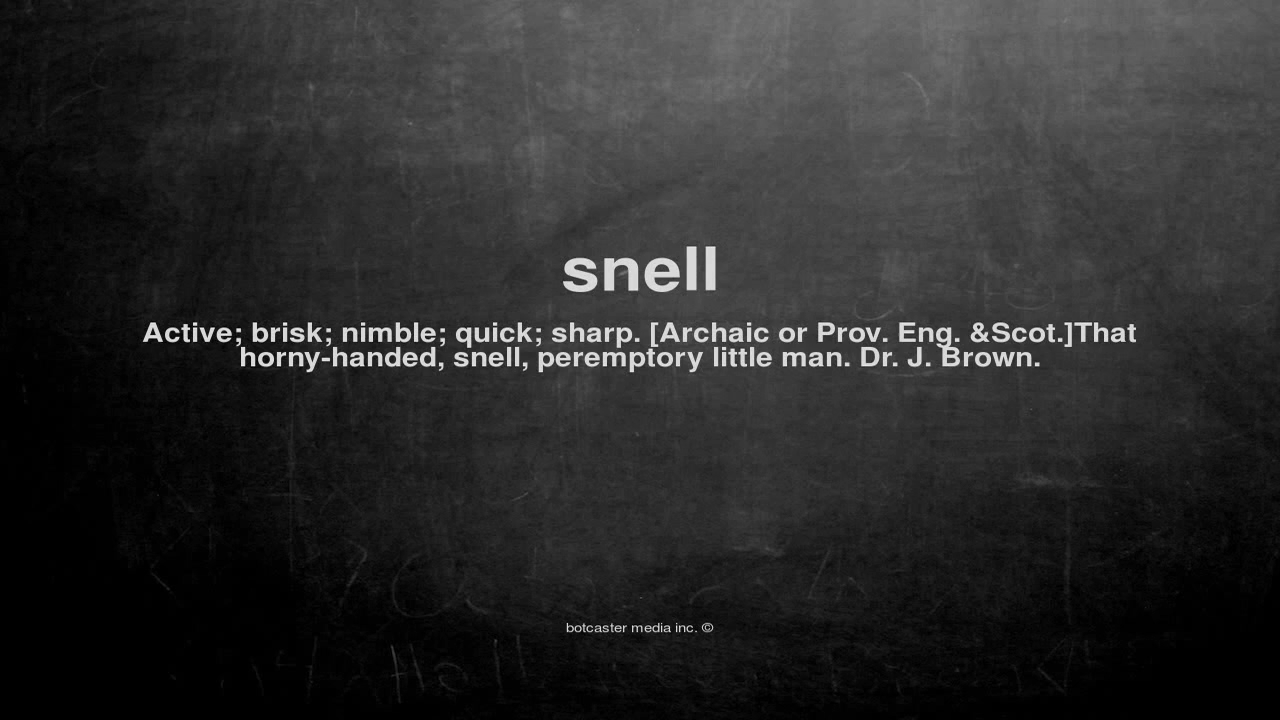 snell
Active; brisk; nimble; quick; sharp. [Archaic or Prov. Eng. &Scot.]That
horny-handed, snell, peremptory little man. Dr. J. Brown.
botcaster media inc. ©